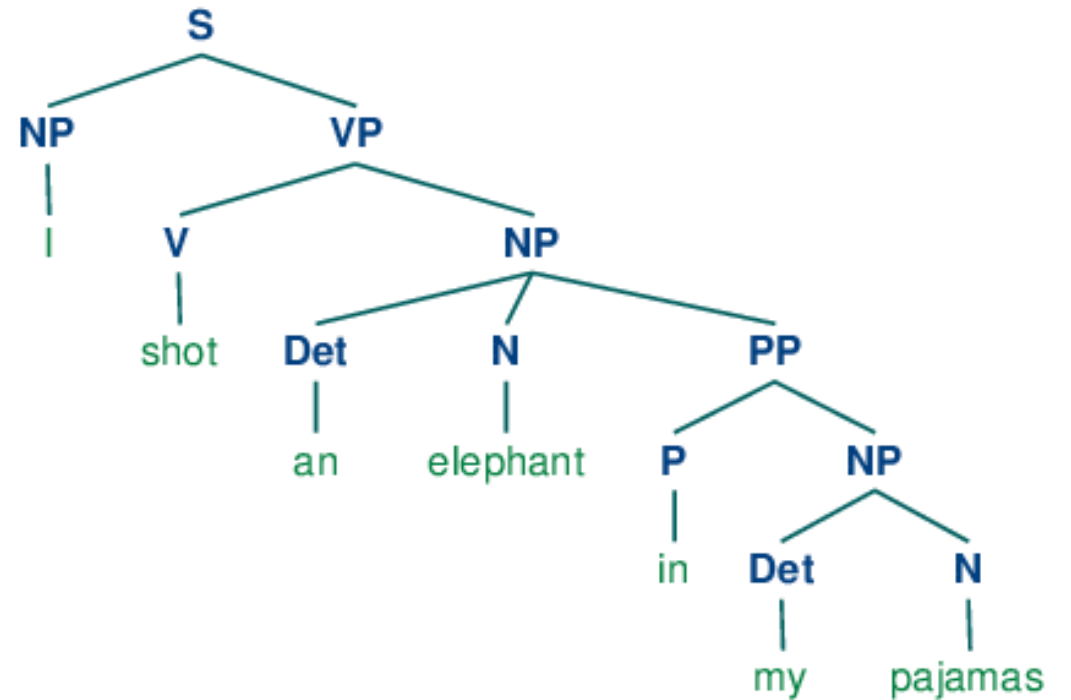 S
NP VP
I V NP
shot Det N PP
an elephant P NP
in Det N
my pajamas